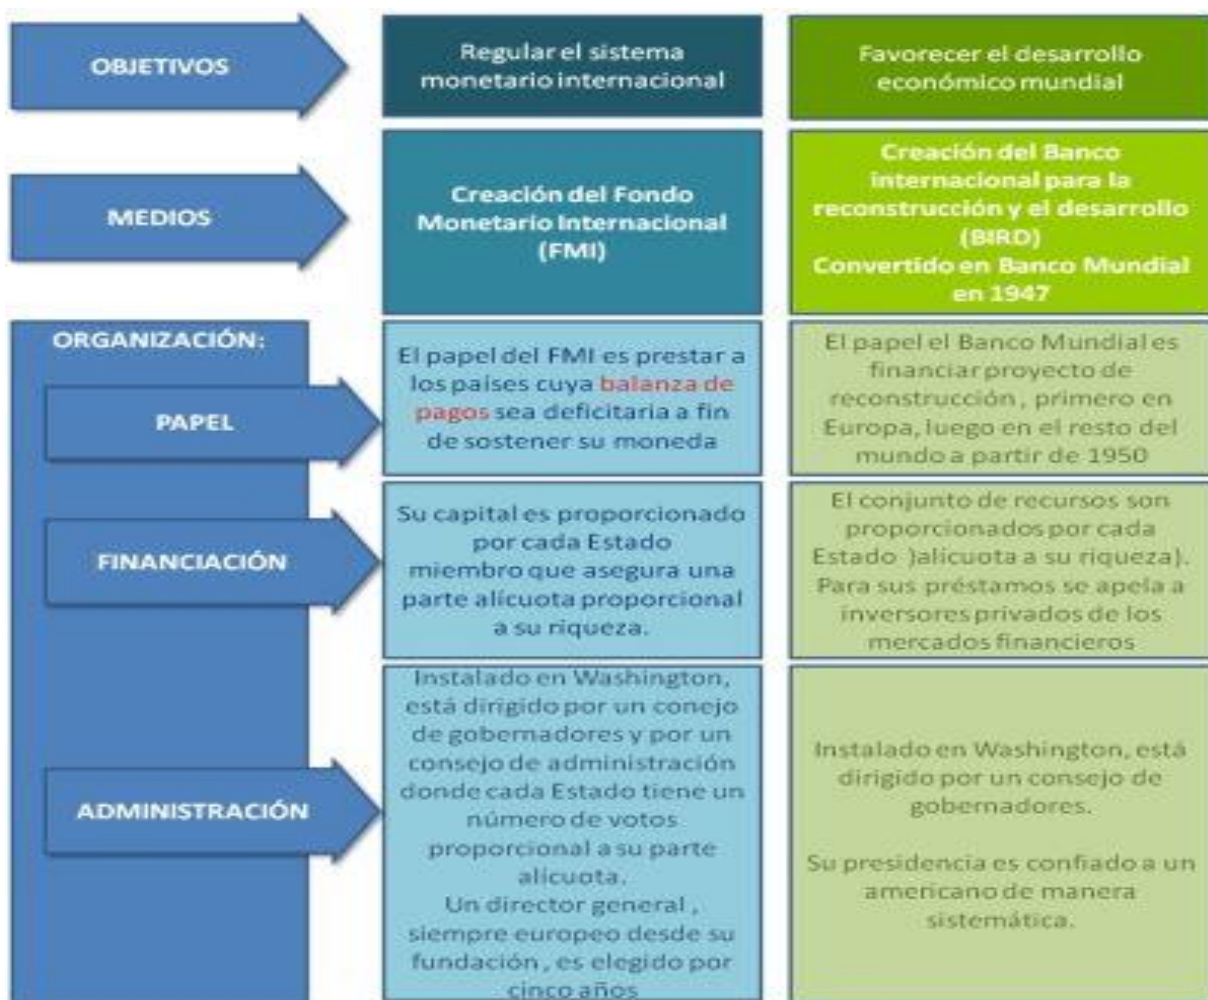 OBJETIVOS
Regular el sistema
monetario internacional
Favorecer el desarrollo
económico mundial
MEDIOS
Creación del Fondo
Monetario Internacional
(FMI)
Creación del Banco
internacional para la
reconstrucción y el desarrollo
(BIRD)
Convertido en Banco Mundial
en 1947
ORGANIZACIÓN:
PAPEL
El papel del FMI es prestar a
los países cuya balanza de
pagos sea deficitaria a fin
de sostener su moneda
El papel el Banco Mundial es
financiar proyecto de
reconstrucción , primero en
Europa, luego en el resto del
mundo a partir de 1950
FINANCIACIÓN
Su capital es proporcionado
por cada Estado
miembro que asegura una
parte alícuota proporcional
a su riqueza.
El conjunto de recursos son
proporcionados por cada
Estado )alícuota a su riqueza).
Para sus préstamos se apela a
inversores privados de los
mercados financieros
ADMINISTRACIÓN
Instalado en Washington,
está dirigido por un conejo
de gobernadores y por un
consejo de administración
donde cada Estado tiene un
número de votos
proporcional a su parte
alícuota.
Un director general ,
siempre europeo desde su
fundación , es elegido por
cinco años
Instalado en Washington, está
dirigido por un consejo de
gobernadores.
Su presidencia es confiado a un
americano de manera
sistemática.